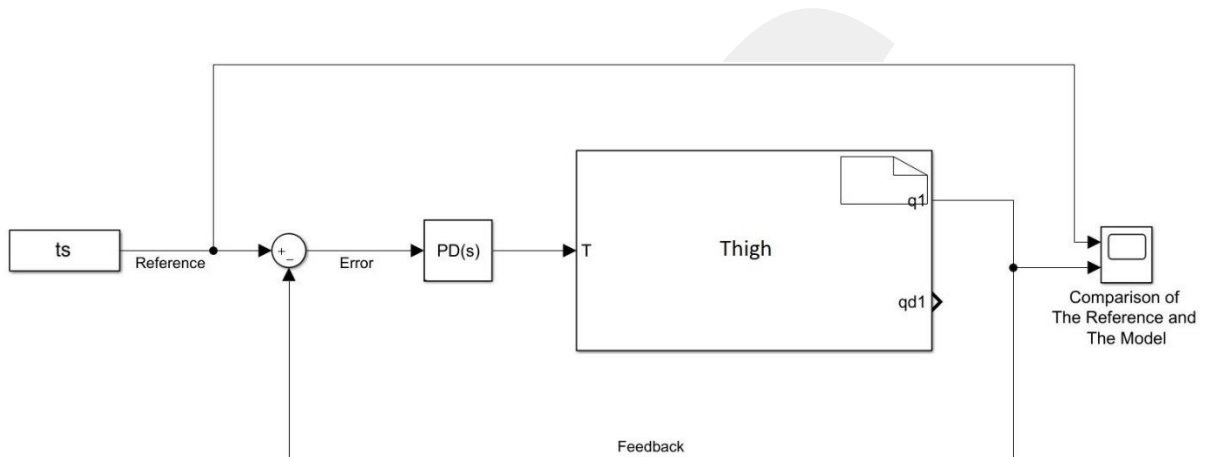 ts
Reference
+
_
Error
PD(s)
T
Thigh
q1
qd1
Comparison of
The Reference and
The Model
Feedback